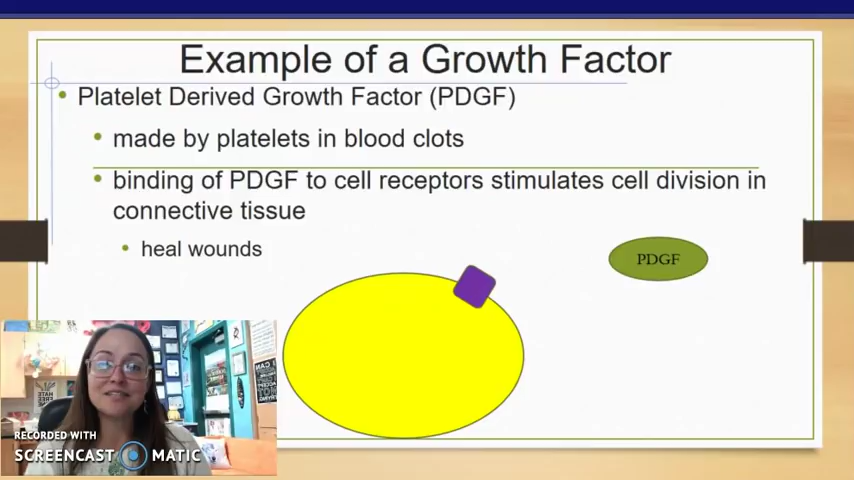 Example of a Growth Factor
Platelet Derived Growth Factor (PDGF)
made by platelets in blood clots
binding of PDGF to cell receptors stimulates cell division in
connective tissue
heal wounds
PDGF
RECORDED WITH
SCREENCAST MATIC